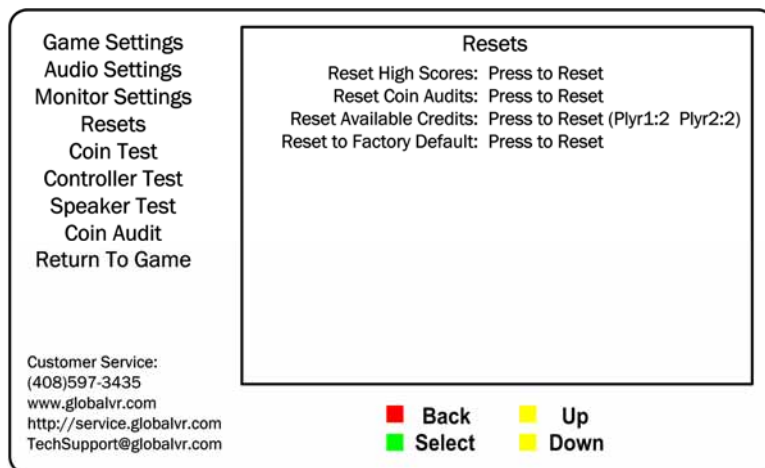 Game Settings
Audio Settings
Monitor Settings
Resets
Coin Test
Controller Test
Speaker Test
Coin Audit
Return To Game
Customer Service:
(408)597-3435
www.globalvr.com
http://service.globalvr.com
TechSupport@globalvr.com
Resets
Reset High Scores: Press to Reset
Reset Coin Audits: Press to Reset
Reset Available Credits: Press to Reset (Plyr1:2 Plyr2:2)
Reset to Factory Default: Press to Reset
Back Up
Select Down